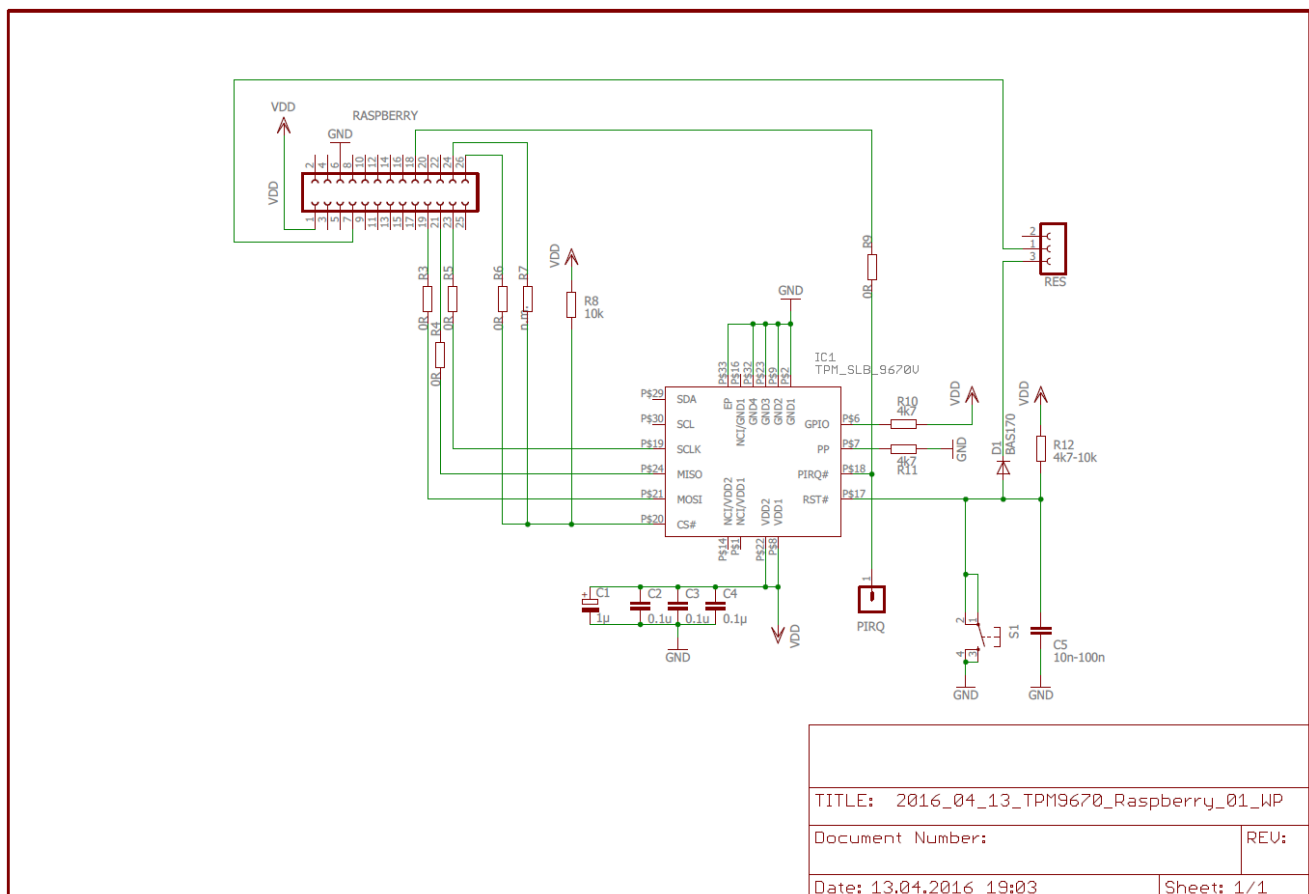 VDD
RASPBERRY
GND
2 4 6 8 10 12 14 16 18 20 22 24 26
VDD
1 3 5 7 9 11 13 15 17 19 21 23 25
R9
0R
2
1
3
RES
R3
0R
R5
0R
R4
0R
R6
0R
R7
n.m.
VDD
R8
10k
GND
IC1
TPM_SLB_9670V
P$33 P$16 P$32 P$23 P$9 P$2
EP NCI/GND1 GND4 GND3 GND2 GND1
P$29 SDA
P$30 SCL
P$19 SCLK
P$24 MISO
P$21 MOSI
P$20 CS#
GPIO P$6
PP P$7
PIRQ# P$18
RST# P$17
NCI/VDD2 NCI/VDD1 VDD2 VDD1
P$14 P$1 P$22 P$8
R10
4k7
VDD
4k7
R11
GND
D1
BAS170
VDD
R12
4k7-10k
C1
1µ
C2
0.1u
C3
0.1u
C4
0.1µ
+
GND
VDD
1
PIRQ
2 1
4 3
S1
GND
C5
10n-100n
GND
TITLE: 2016_04_13_TPM9670_Raspberry_01_WP
Document Number:
REV:
Date: 13.04.2016 19:03
Sheet: 1/1